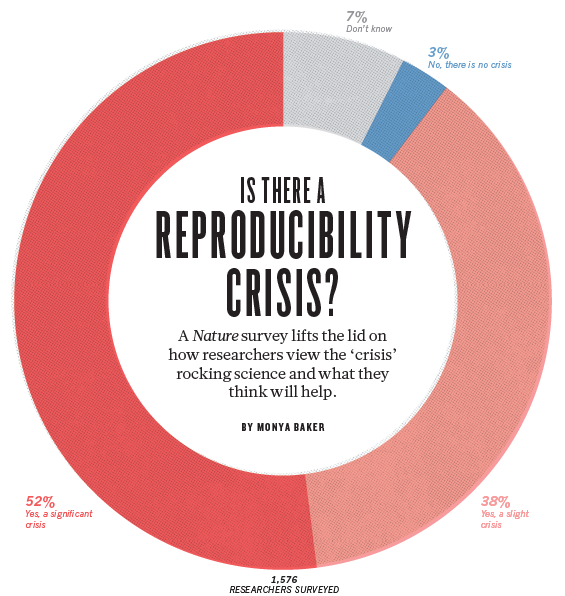 7%
Don't know
3%
No, there is no crisis
IS THERE A
REPRODUCIBILITY
CRISIS?
A Nature survey lifts the lid on
how researchers view the ‘crisis’
rocking science and what they
think will help.
BY MONYA BAKER
52%
Yes, a significant
crisis
38%
Yes, a slight
crisis
1,576
RESEARCHERS SURVEYED